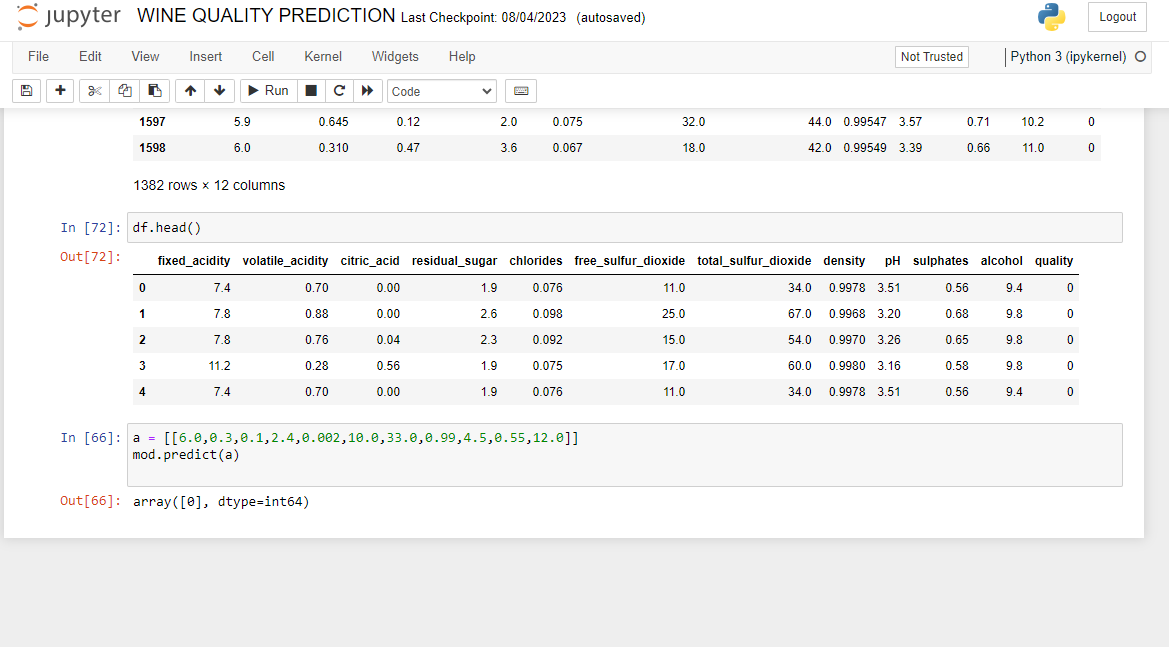 jupyter WINE QUALITY PREDICTION Last Checkpoint: 08/04/2023 (autosaved) Logout
File Edit View Insert Cell Kernel Widgets Help Not Trusted Python 3 (ipykernel)
Run Code
1597 5.9 0.645 0.12 2.0 0.075 32.0 44.0 0.99547 3.57 0.71 10.2 0
1598 6.0 0.310 0.47 3.6 0.067 18.0 42.0 0.99549 3.39 0.66 11.0 0
1382 rows × 12 columns
In [72]: df.head()
Out[72]:
fixed_acidity volatile_acidity citric_acid residual_sugar chlorides free_sulfur_dioxide total_sulfur_dioxide density pH sulphates alcohol quality
0 7.4 0.70 0.00 1.9 0.076 11.0 34.0 0.9978 3.51 0.56 9.4 0
1 7.8 0.88 0.00 2.6 0.098 25.0 67.0 0.9968 3.20 0.68 9.8 0
2 7.8 0.76 0.04 2.3 0.092 15.0 54.0 0.9970 3.26 0.65 9.8 0
3 11.2 0.28 0.56 1.9 0.075 17.0 60.0 0.9980 3.16 0.58 9.8 0
4 7.4 0.70 0.00 1.9 0.076 11.0 34.0 0.9978 3.51 0.56 9.4 0
In [66]: a = [[6.0,0.3,0.1,2.4,0.002,10.0,33.0,0.99,4.5,0.55,12.0]]
mod.predict(a)
Out[66]: array([0], dtype=int64)